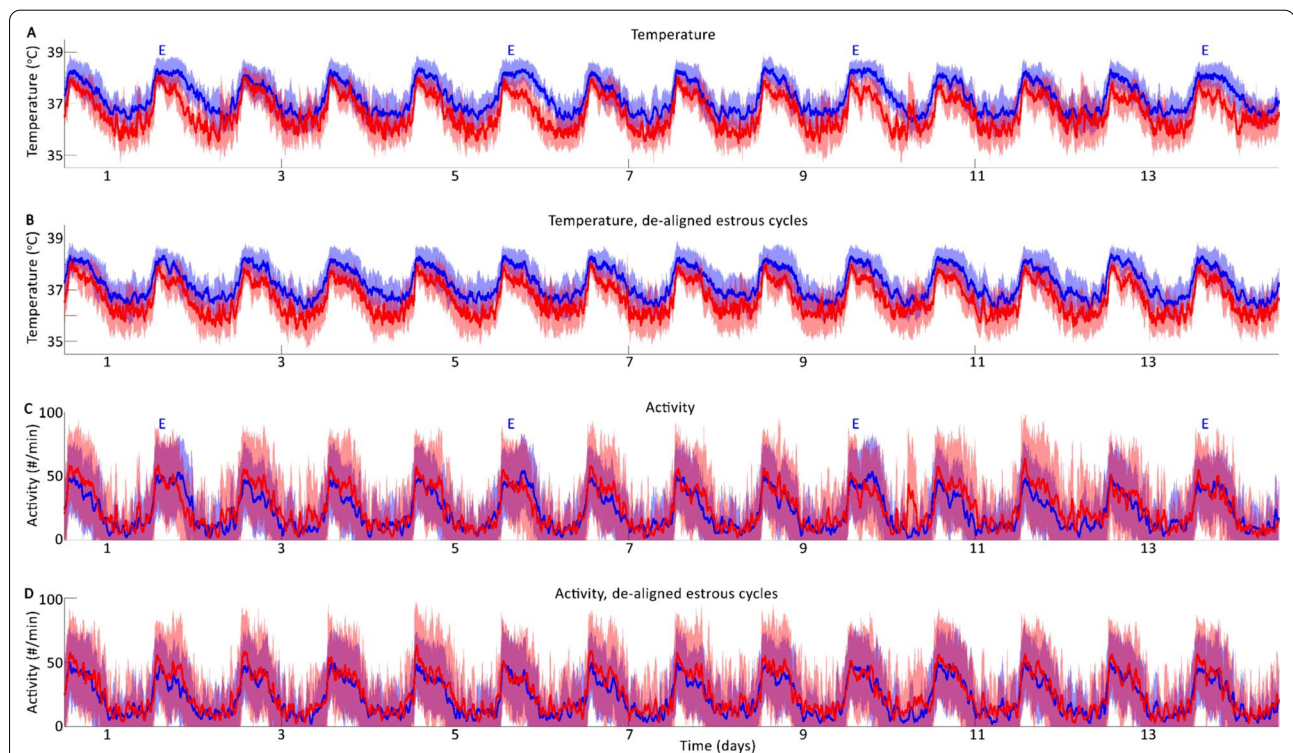 A
Temperature
E E E E
Temperature (°C)
39
37
35
1 3 5 7 9 11 13
B
Temperature, de-aligned estrous cycles
Temperature (°C)
39
37
35
1 3 5 7 9 11 13
C
Activity
E E E E
Activity (#/min)
100
50
0
1 3 5 7 9 11 13
D
Activity, de-aligned estrous cycles
Activity (#/min)
100
50
0
1 3 5 7 9 11 13
Time (days)